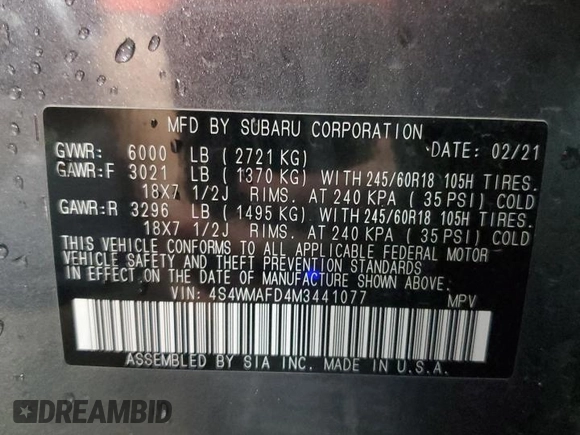 MFD BY SUBARU CORPORATION
GVWR: 6000 LB (2721 KG) DATE: 02/21
GAWR:F 3021 LB (1370 KG) WITH 245/60R18 105H TIRES.
18X7 1/2J RIMS. AT 240 KPA (35 PSI) COLD
GAWR:R 3296 LB (1495 KG) WITH 245/60R18 105H TIRES.
18X7 1/2J RIMS. AT 240 KPA (35 PSI) COLD
THIS VEHICLE CONFORMS TO ALL APPLICABLE FEDERAL MOTOR
VEHICLE SAFETY AND THEFT PREVENTION STANDARDS
IN EFFECT ON THE DATE OF MANUFACTURE SHOWN ABOVE.
VIN: 4S4WMAFD4M3441077 MPV
ASSEMBLED BY SIA INC. MADE IN U.S.A.
DREAMBID